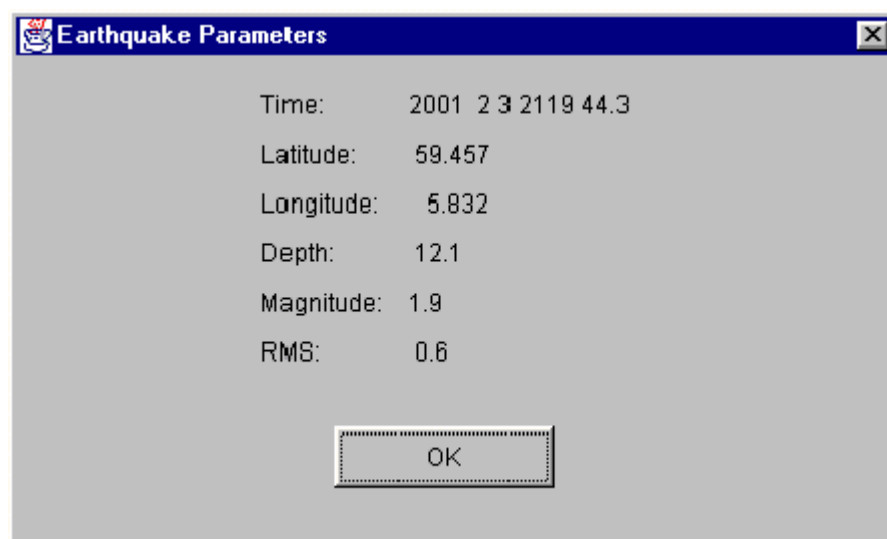 Earthquake Parameters
Time: 2001 2 3 2119 44.3
Latitude: 59.457
Longitude: 5.832
Depth: 12.1
Magnitude: 1.9
RMS: 0.6
OK